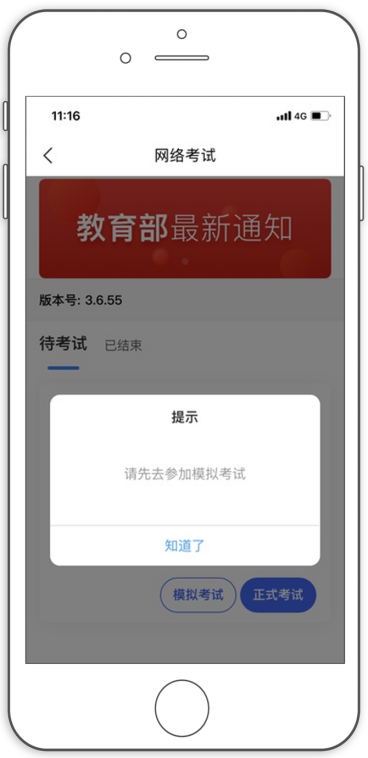 11:16
4G
网络考试
教育部最新通知
版本号: 3.6.55
待考试 已结束
提示
请先去参加模拟考试
知道了
模拟考试 正式考试